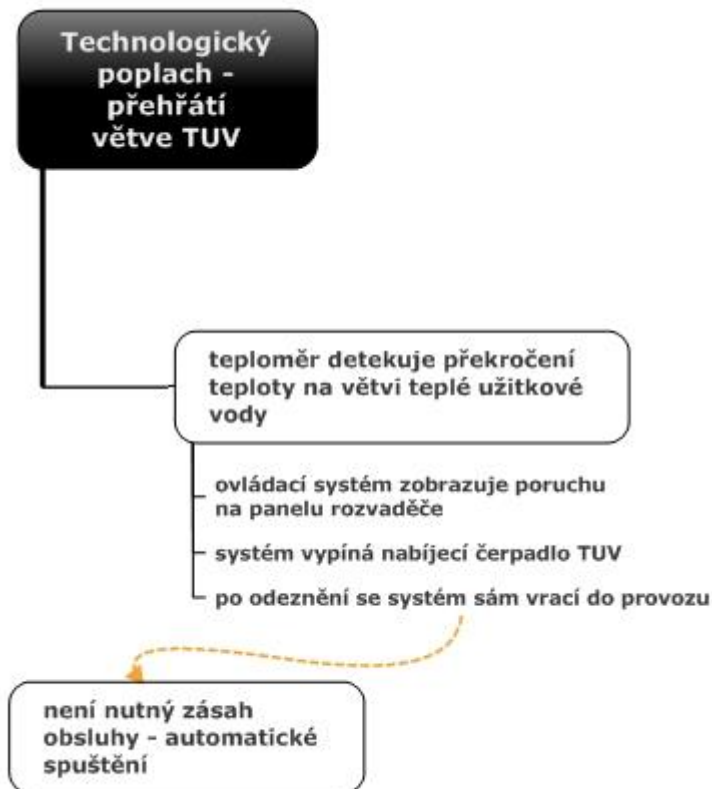 Technologický
poplach -
přehřátí
větve TUV
teploměr detekuje překročení
teploty na větvi teplé užitkové
vody
ovládací systém zobrazuje poruchu
na panelu rozvaděče
systém vypíná nabíjecí čerpadlo TUV
po odeznění se systém sám vrací do provozu
není nutný zásah
obsluhy - automatické
spuštění